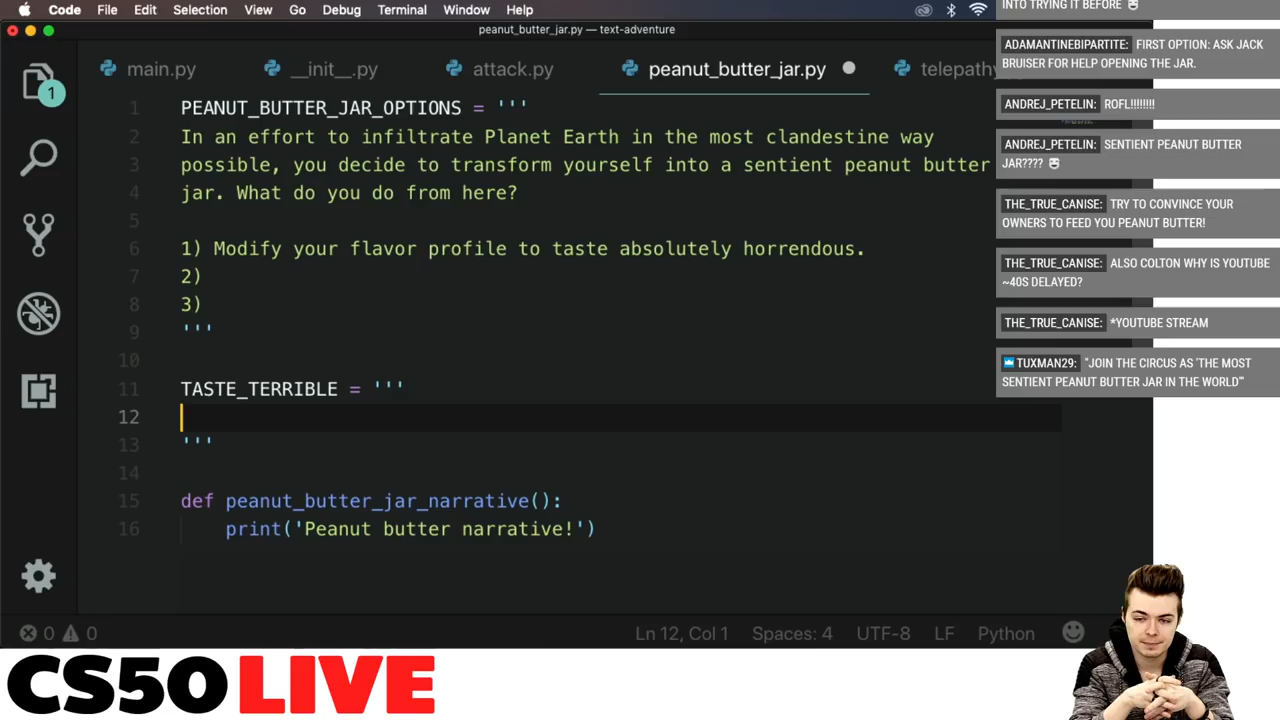 Code File Edit Selection View Go Debug Terminal Window Help
peanut_butter_jar.py — text-adventure
main.py __init__.py attack.py peanut_butter_jar.py telepathy
1
1 PEANUT_BUTTER_JAR_OPTIONS = '''
2 In an effort to infiltrate Planet Earth in the most clandestine way
3 possible, you decide to transform yourself into a sentient peanut butter
4 jar. What do you do from here?
5
6 1) Modify your flavor profile to taste absolutely horrendous.
7 2)
8 3)
9 '''
10
11 TASTE_TERRIBLE = '''
12
13 '''
14
15 def peanut_butter_jar_narrative():
16 print('Peanut butter narrative!')
0 0 Ln 12, Col 1 Spaces: 4 UTF-8 LF Python
INTO TRYING IT BEFORE
ADAMANTINEBIPARTITE: FIRST OPTION: ASK JACK
BRUISER FOR HELP OPENING THE JAR.
ANDREJ_PETELIN: ROFL!!!!!!!!
ANDREJ_PETELIN: SENTIENT PEANUT BUTTER
JAR????
THE_TRUE_CANISE: TRY TO CONVINCE YOUR
OWNERS TO FEED YOU PEANUT BUTTER!
THE_TRUE_CANISE: ALSO COLTON WHY IS YOUTUBE
~40S DELAYED?
THE_TRUE_CANISE: *YOUTUBE STREAM
TUXMAN29: "JOIN THE CIRCUS AS 'THE MOST
SENTIENT PEANUT BUTTER JAR IN THE WORLD'"
CS50LIVE